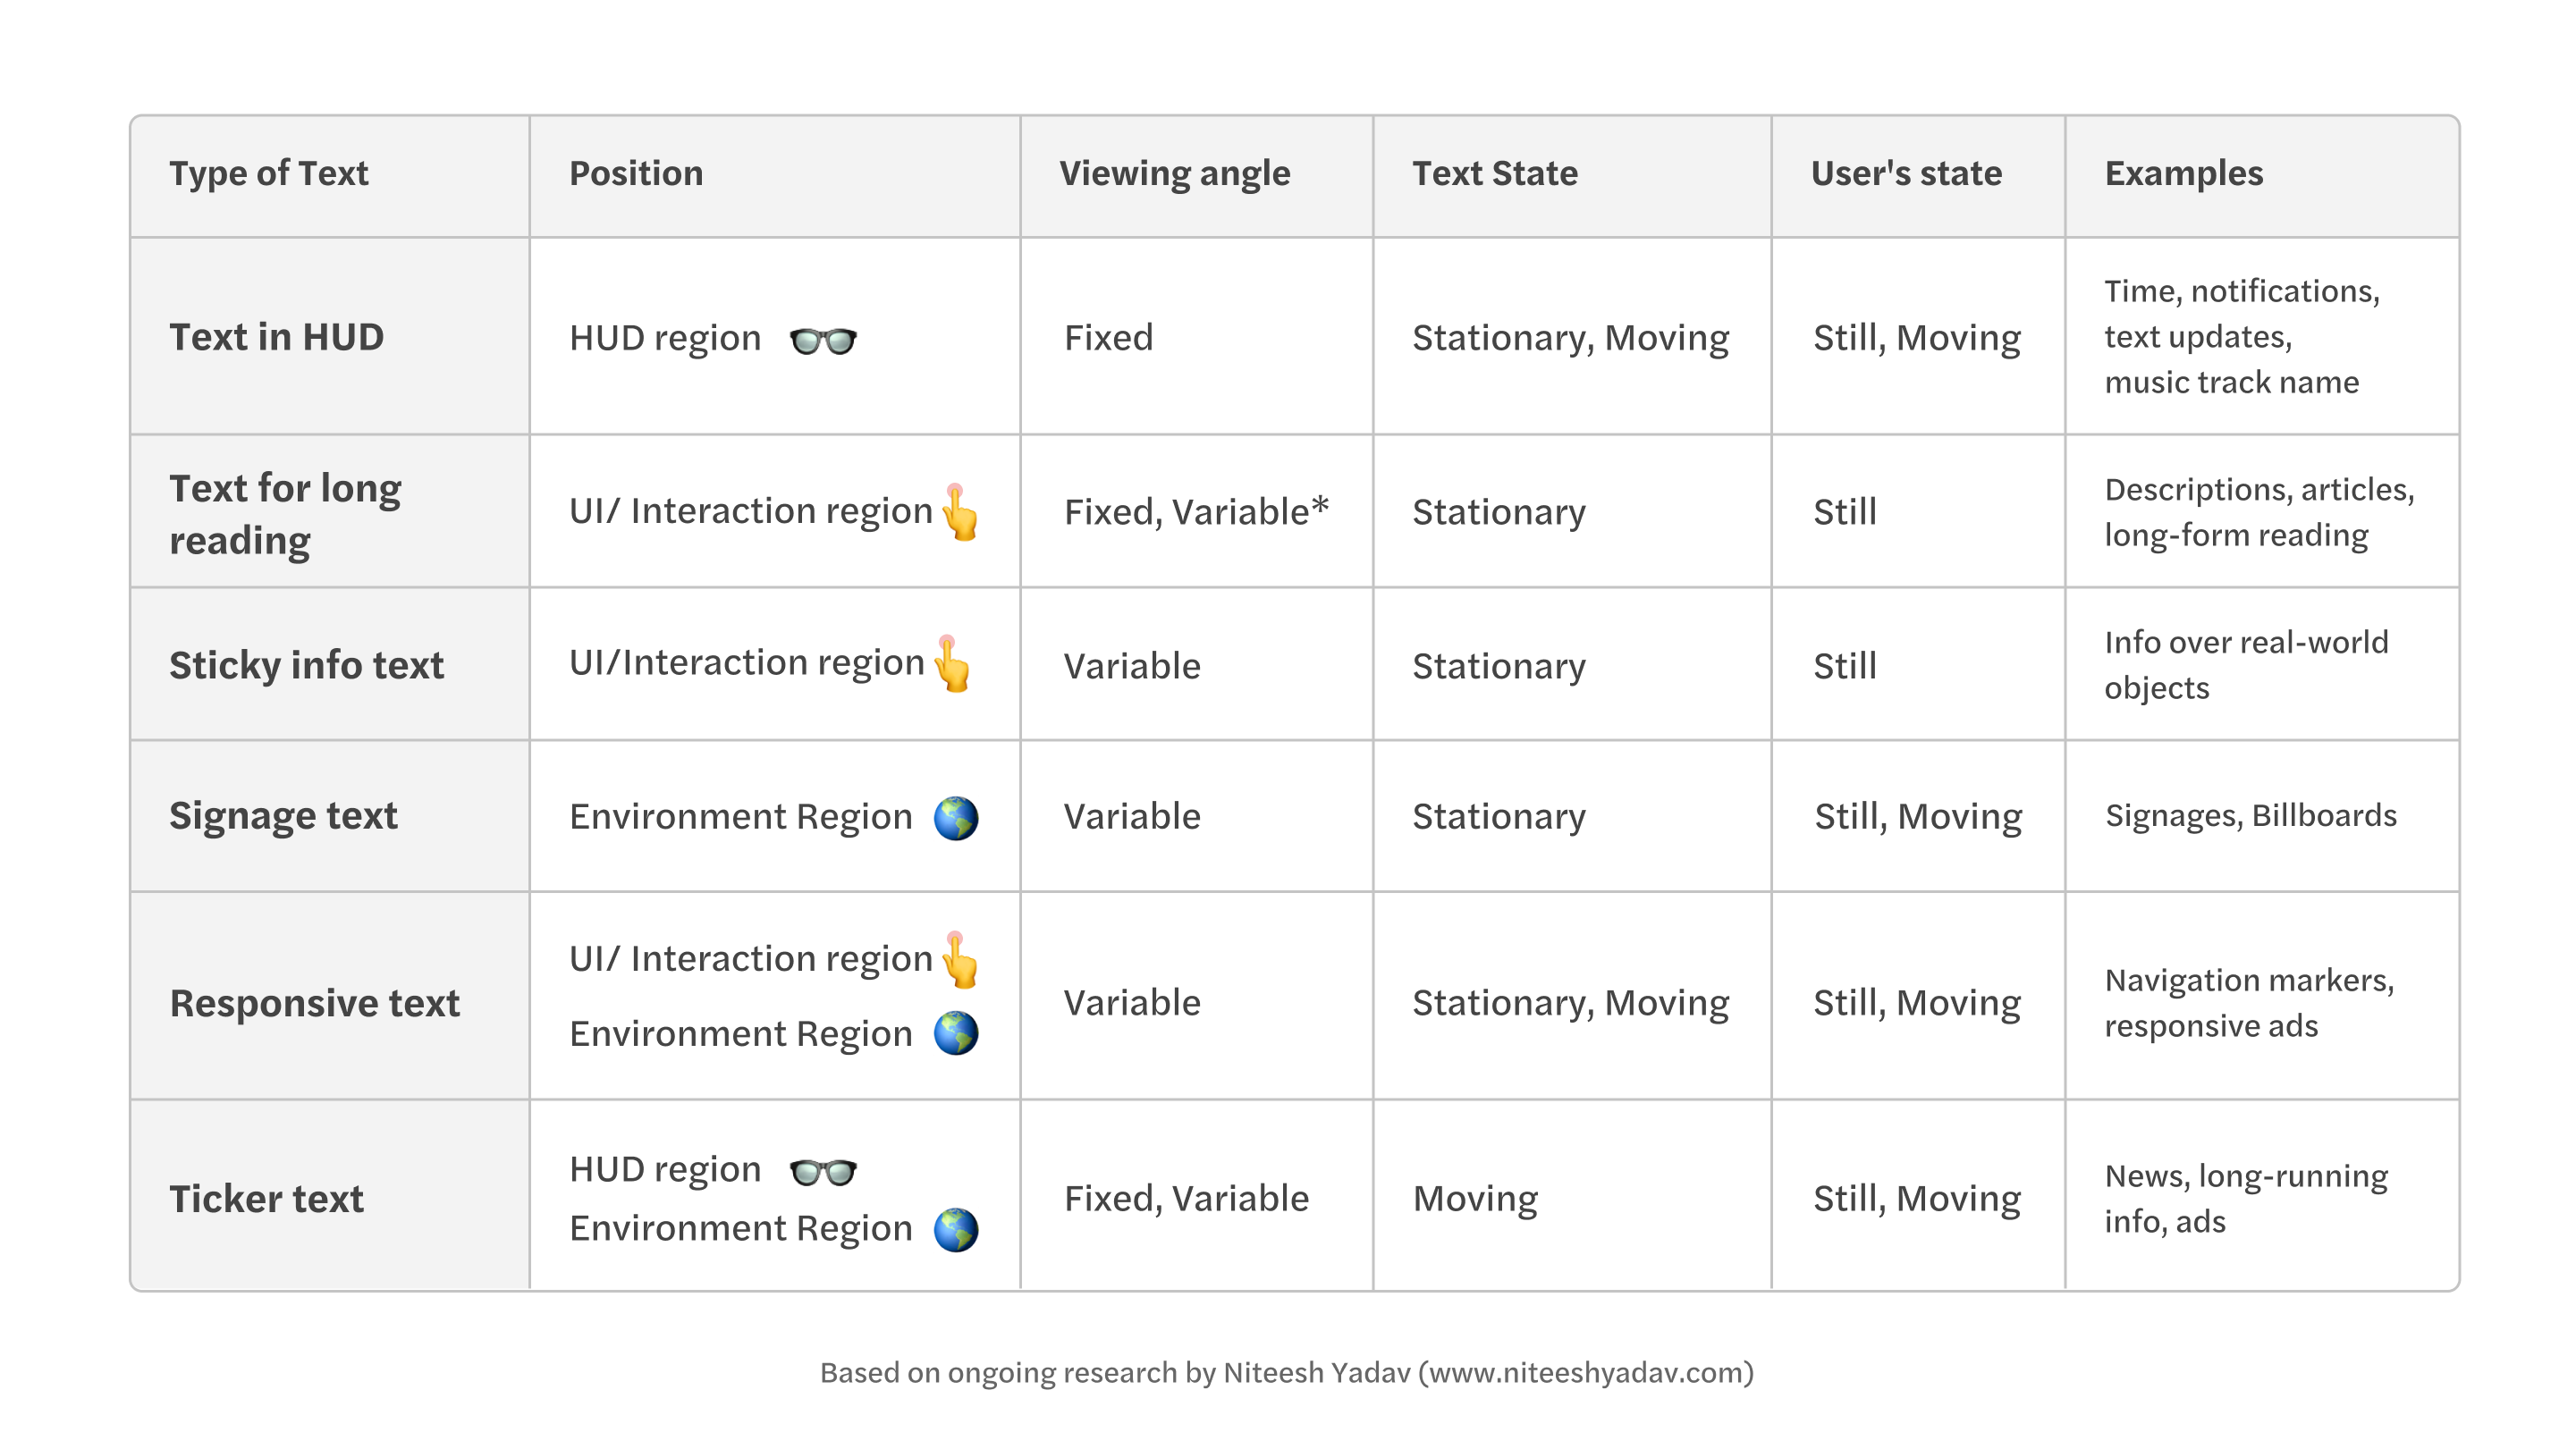 Type of Text Position Viewing angle Text State User's state Examples
Text in HUD HUD region Fixed Stationary, Moving Still, Moving Time, notifications,
text updates,
music track name
Text for long
reading UI/ Interaction region Fixed, Variable* Stationary Still Descriptions, articles,
long-form reading
Sticky info text UI/Interaction region Variable Stationary Still Info over real-world
objects
Signage text Environment Region Variable Stationary Still, Moving Signages, Billboards
Responsive text UI/ Interaction region
Environment Region Variable Stationary, Moving Still, Moving Navigation markers,
responsive ads
Ticker text HUD region
Environment Region Fixed, Variable Moving Still, Moving News, long-running
info, ads
Based on ongoing research by Niteesh Yadav (www.niteeshyadav.com)